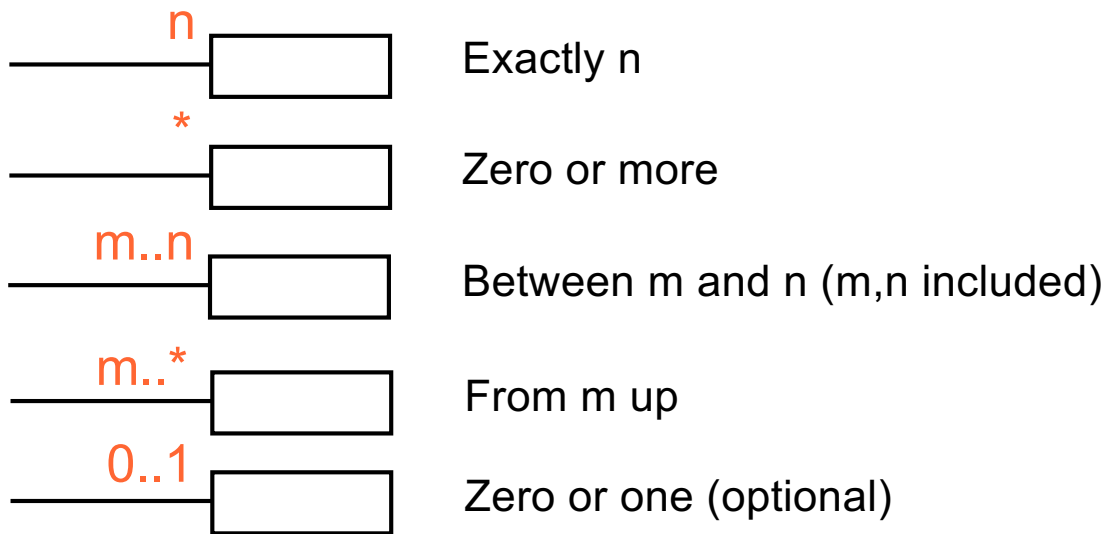 n
Exactly n
*
Zero or more
m..n
Between m and n (m,n included)
m..*
From m up
0..1
Zero or one (optional)